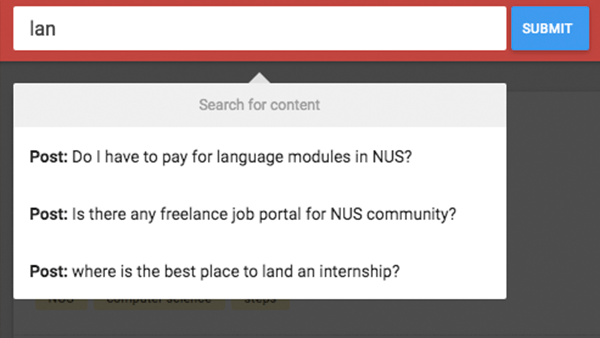 lan
SUBMIT
Search for content
Post: Do I have to pay for language modules in NUS?
Post: Is there any freelance job portal for NUS community?
Post: where is the best place to land an internship?
NUS computer science steps